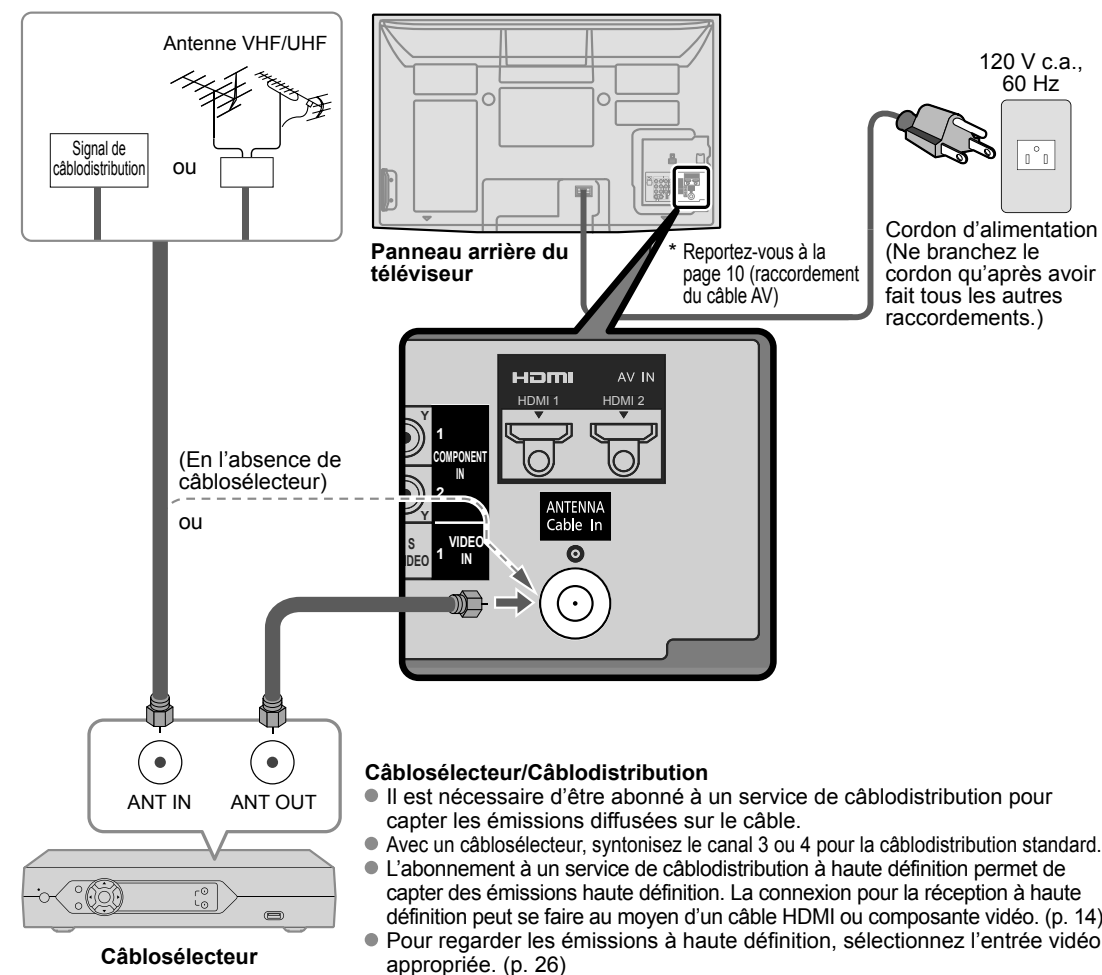 Antenne VHF/UHF
Signal de
câblodistribution
ou
120 V c.a.,
60 Hz
Panneau arrière du
téléviseur
* Reportez-vous à la
page 10 (raccordement
du câble AV)
Cordon d'alimentation
(Ne branchez le
cordon qu'après avoir
fait tous les autres
raccordements.)
HDMI AV IN
HDMI 1 HDMI 2
Y
1
COMPONENT
IN
2
Y
S
VIDEO
1 IN
ANTENNA
Cable In
(En l'absence de
câblosélecteur)
ou
ANT IN ANT OUT
Câblosélecteur
Câblosélecteur/Câblodistribution
● Il est nécessaire d'être abonné à un service de câblodistribution pour
capter les émissions diffusées sur le câble.
● Avec un câblosélecteur, syntonisez le canal 3 ou 4 pour la câblodistribution standard.
● L'abonnement à un service de câblodistribution à haute définition permet de
capter des émissions haute définition. La connexion pour la réception à haute
définition peut se faire au moyen d'un câble HDMI ou composante vidéo. (p. 14)
● Pour regarder les émissions à haute définition, sélectionnez l'entrée vidéo
appropriée. (p. 26)